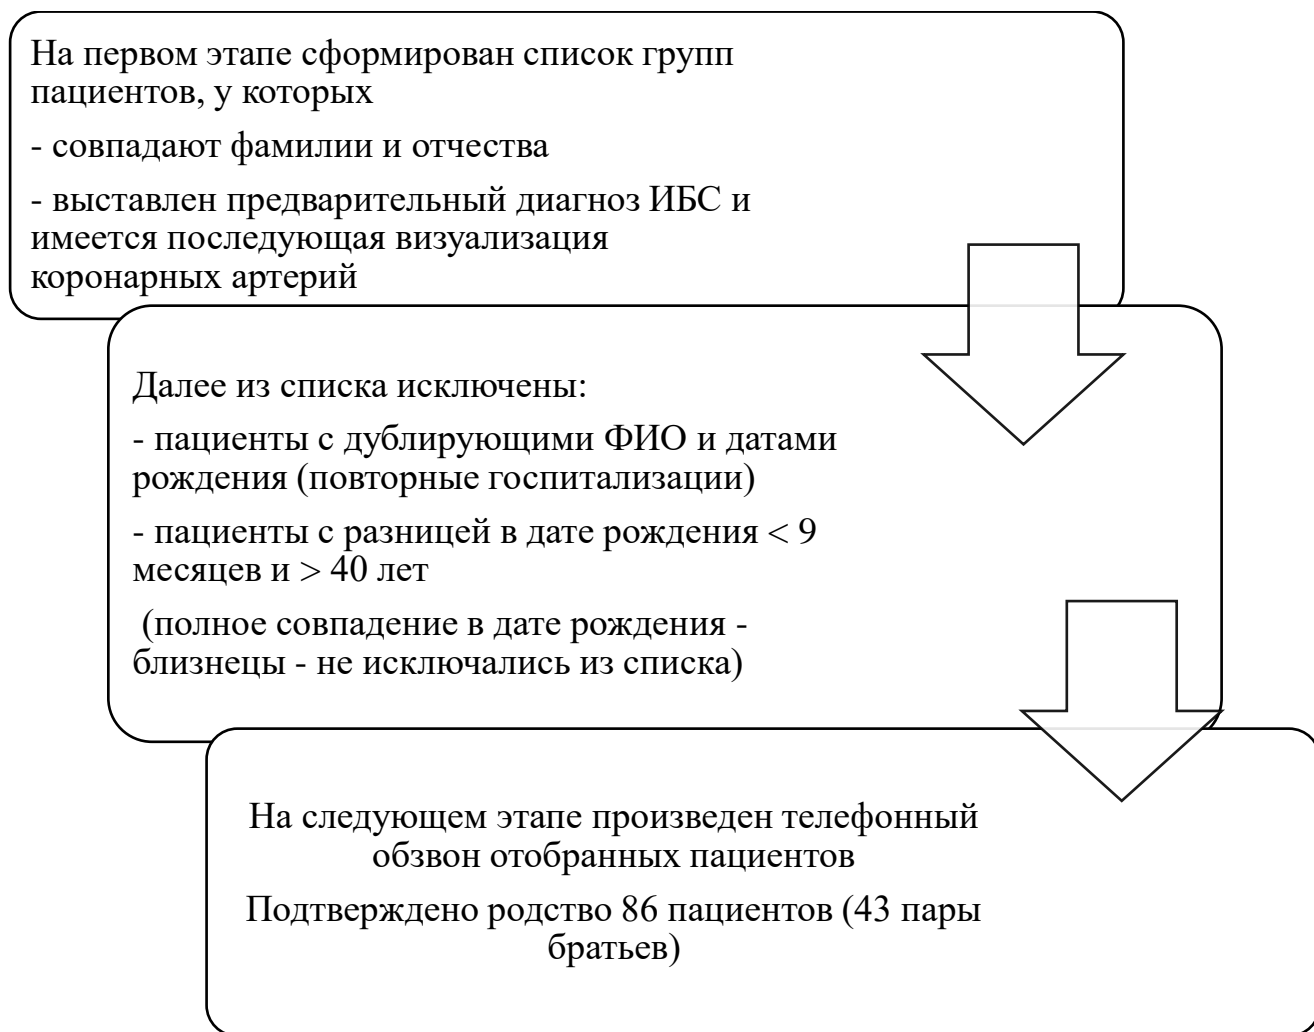 На первом этапе сформирован список групп
пациентов, у которых
- совпадают фамилии и отчества
- выставлен предварительный диагноз ИБС и
имеется последующая визуализация
коронарных артерий
Далее из списка исключены:
- пациенты с дублирующими ФИО и датами
рождения (повторные госпитализации)
- пациенты с разницей в дате рождения < 9
месяцев и > 40 лет
(полное совпадение в дате рождения -
близнецы - не исключались из списка)
На следующем этапе произведен телефонный
обзвон отобранных пациентов
Подтверждено родство 86 пациентов (43 пары
братьев)